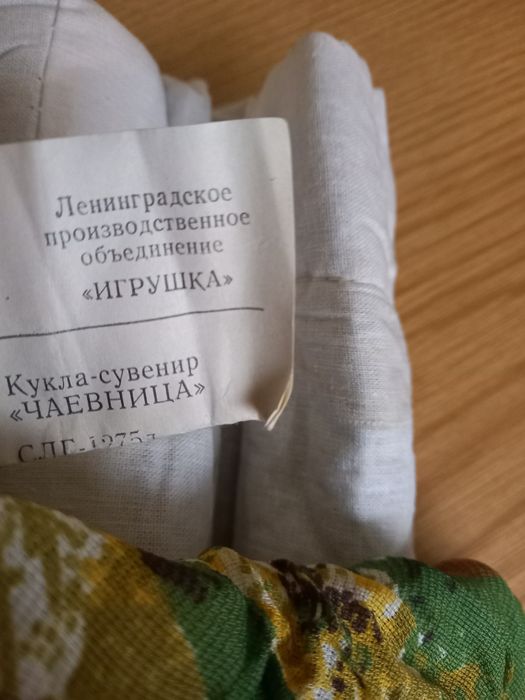 Ленинградское
производственное
объединение
«ИГРУШКА»
Кукла-сувенир
«ЧАЕВНИЦА»